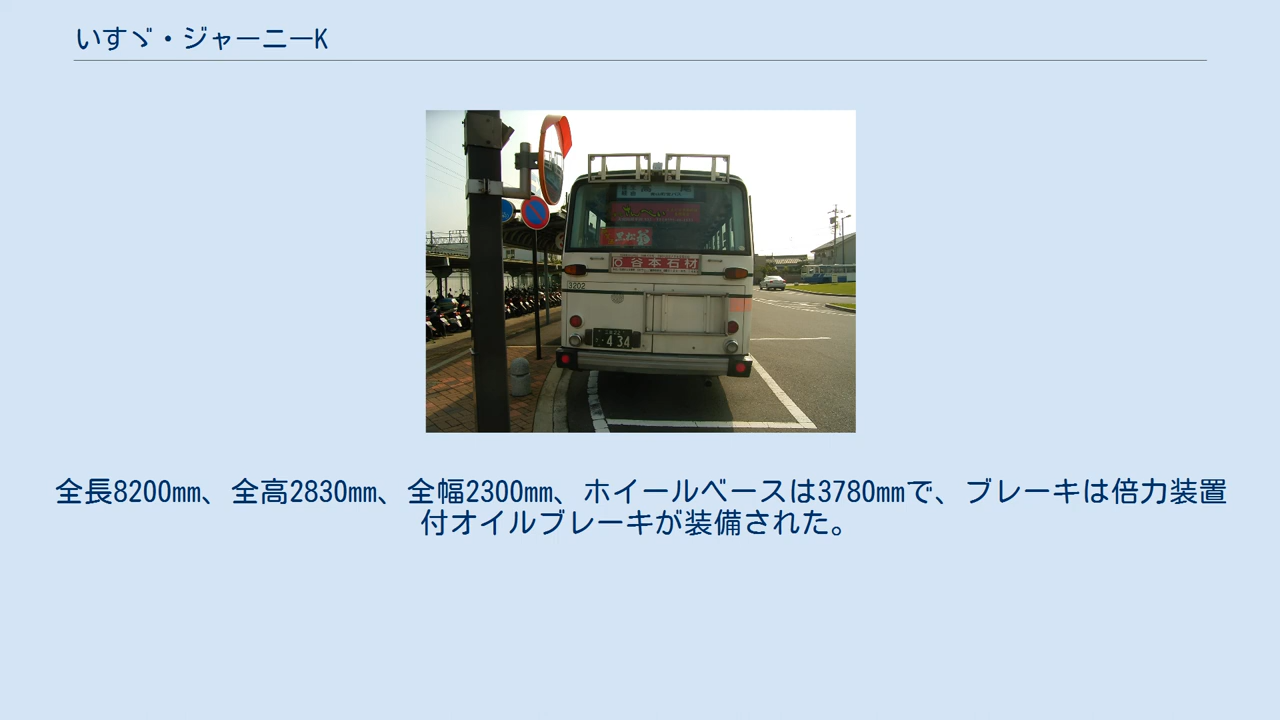 いすゞ・ジャーニーK
谷本石材
3202
434
全長8200㎜、全高2830㎜、全幅2300㎜、ホイールベースは3780㎜で、ブレーキは倍力装置
付オイルブレーキが装備された。